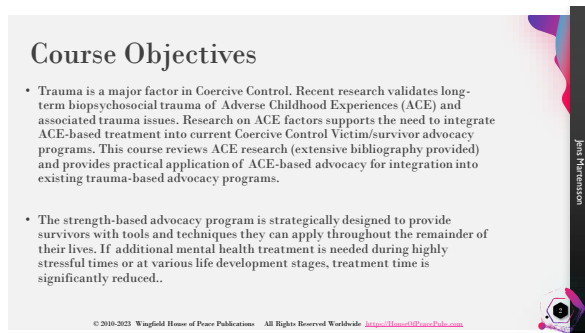 Course Objectives
• Trauma is a major factor in Coercive Control. Recent research validates long-
term biopsychosocial trauma of Adverse Childhood Experiences (ACE) and
associated trauma issues. Research on ACE factors supports the need to integrate
ACE-based treatment into current Coercive Control Victim/survivor advocacy
programs. This course reviews ACE research (extensive bibliography provided)
and provides practical application of ACE-based advocacy for integration into
existing trauma-based advocacy programs.
• The strength-based advocacy program is strategically designed to provide
survivors with tools and techniques they can apply throughout the remainder of
their lives. If additional mental health treatment is needed during highly
stressful times or at various life development stages, treatment time is
significantly reduced..
© 2010-2023 Wingfield House of Peace Publications All Rights Reserved Worldwide https://HouseOfPeacePubs.com
Jens Martensson
2